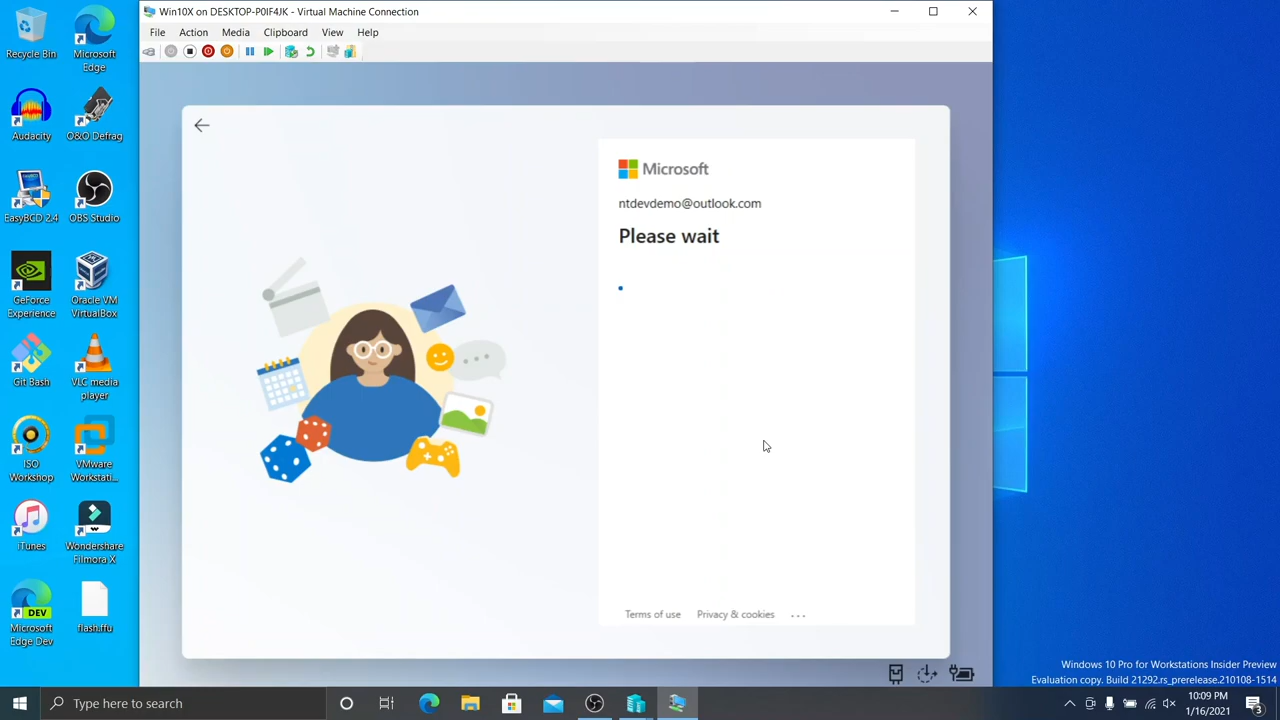 Win10X on DESKTOP-P0IF4JK - Virtual Machine Connection
File Action Media Clipboard View Help
Recycle Bin
Microsoft
Edge
Audacity
O&O Defrag
EasyBCD 2.4
OBS Studio
GeForce
Experience
Oracle VM
VirtualBox
Git Bash
VLC media
player
ISO
Workshop
VMware
Workstati...
iTunes
Wondershare
Filmora X
DEV
Microsoft
Edge Dev
flash.ffu
Microsoft
ntdevdemo@outlook.com
Please wait
Terms of use Privacy & cookies ...
Windows 10 Pro for Workstations Insider Preview
Evaluation copy. Build 21292.rs_prerelease.210108-1514
Type here to search
10:09 PM
1/16/2021
3